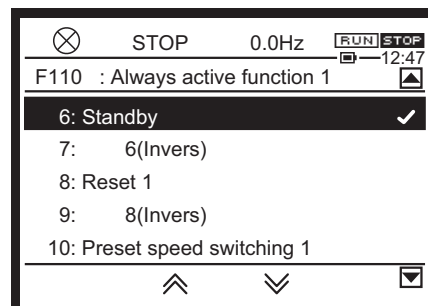 STOP 0.0Hz RUN STOP
12:47
F110 : Always active function 1
6: Standby
7: 6(Invers)
8: Reset 1
9: 8(Invers)
10: Preset speed switching 1